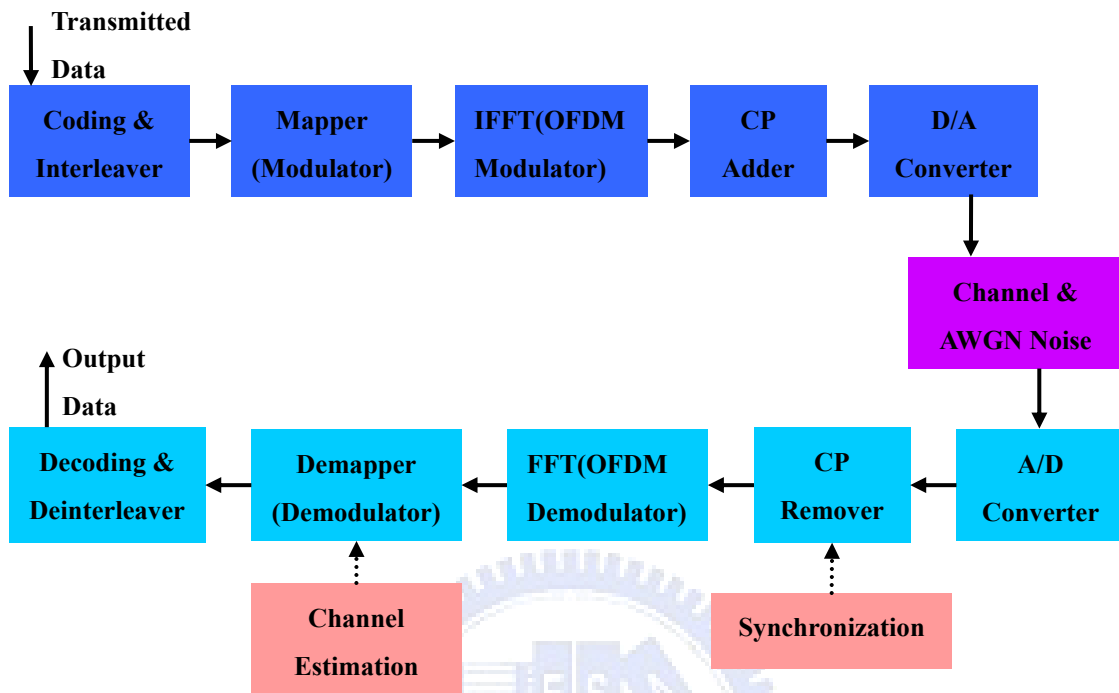 Transmitted
Data
Coding &
Interleaver
Mapper
(Modulator)
IFFT(OFDM
Modulator)
CP
Adder
D/A
Converter
Channel &
AWGN Noise
Output
Data
Decoding &
Deinterleaver
Demapper
(Demodulator)
FFT(OFDM
Demodulator)
CP
Remover
A/D
Converter
Channel
Estimation
Synchronization